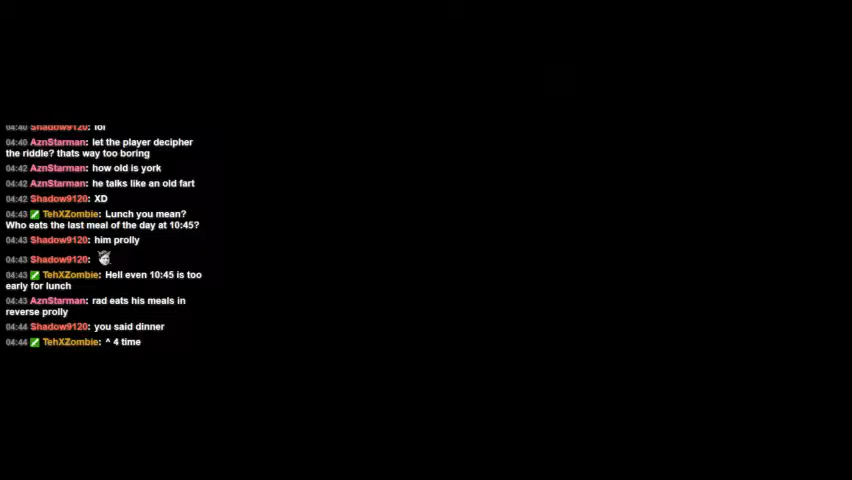 04:40 Shadow9120: lol
04:40 AznStarman: let the player decipher
the riddle? thats way too boring
04:42 AznStarman: how old is york
04:42 AznStarman: he talks like an old fart
04:42 Shadow9120: XD
04:43 TehXZombie: Lunch you mean?
Who eats the last meal of the day at 10:45?
04:43 Shadow9120: him prolly
04:43 Shadow9120:
04:43 TehXZombie: Hell even 10:45 is too
early for lunch
04:43 AznStarman: rad eats his meals in
reverse prolly
04:44 Shadow9120: you said dinner
04:44 TehXZombie: ^ 4 time